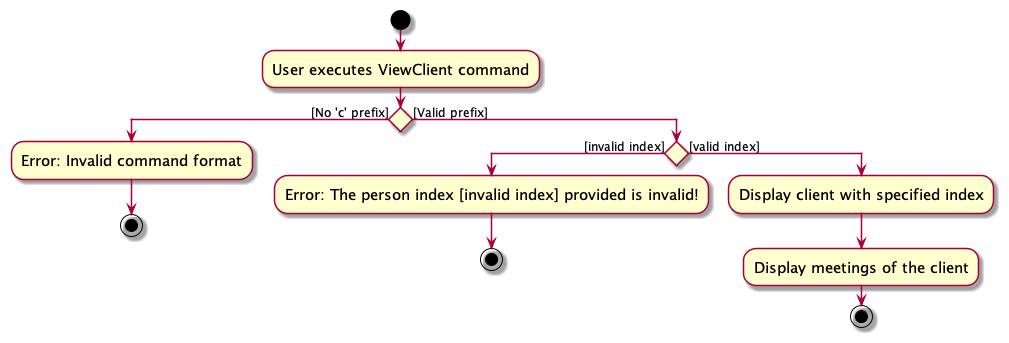 User executes ViewClient command
[No 'c' prefix]
[Valid prefix]
Error: Invalid command format
[invalid index]
[valid index]
Error: The person index [invalid index] provided is invalid!
Display client with specified index
Display meetings of the client